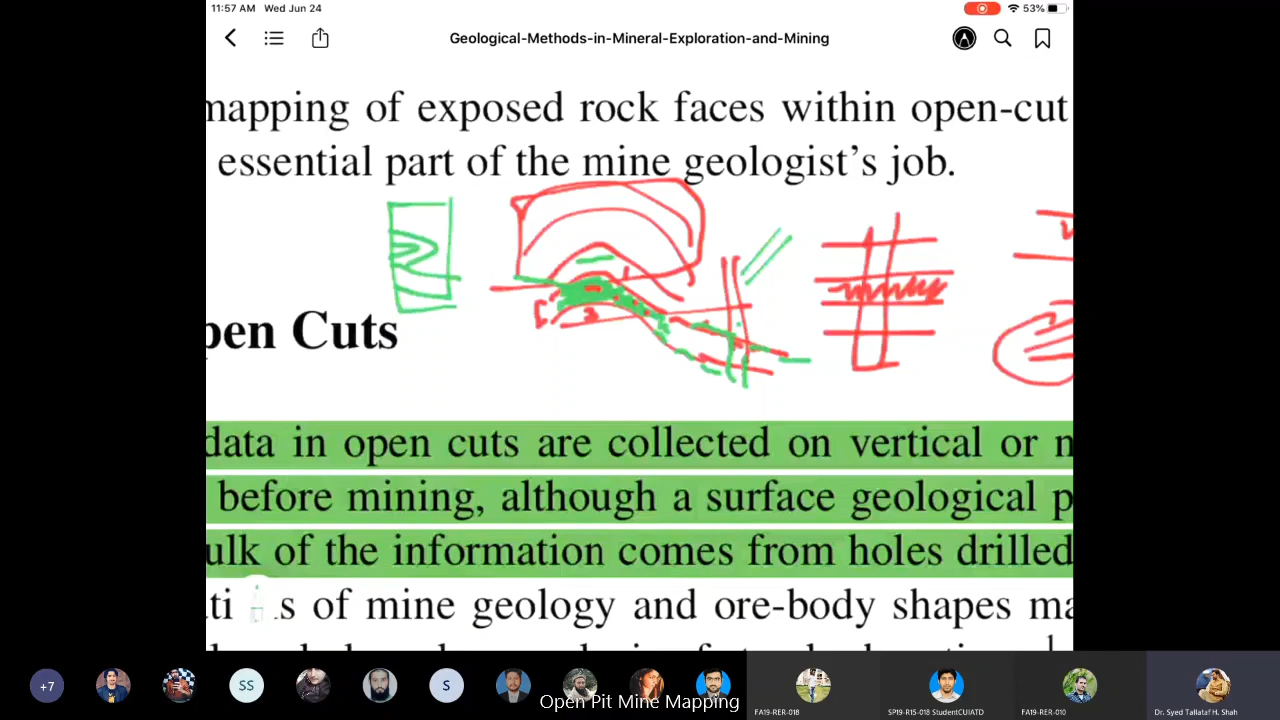 11:57 AM Wed Jun 24
53%
Geological-Methods-in-Mineral-Exploration-and-Mining
mapping of exposed rock faces within open-cut
essential part of the mine geologist's job.
pen Cuts
data in open cuts are collected on vertical or
before mining, although a surface geological p
ulk of the information comes from holes drilled
of mine geology and ore-body shapes ma
+7
SS
S
Open Pit Mine Mapping
FA19-RER-018
SP19-R15-018 StudentCUIATD
FA19-RER-010
Dr. Syed Tallataf H. Shah